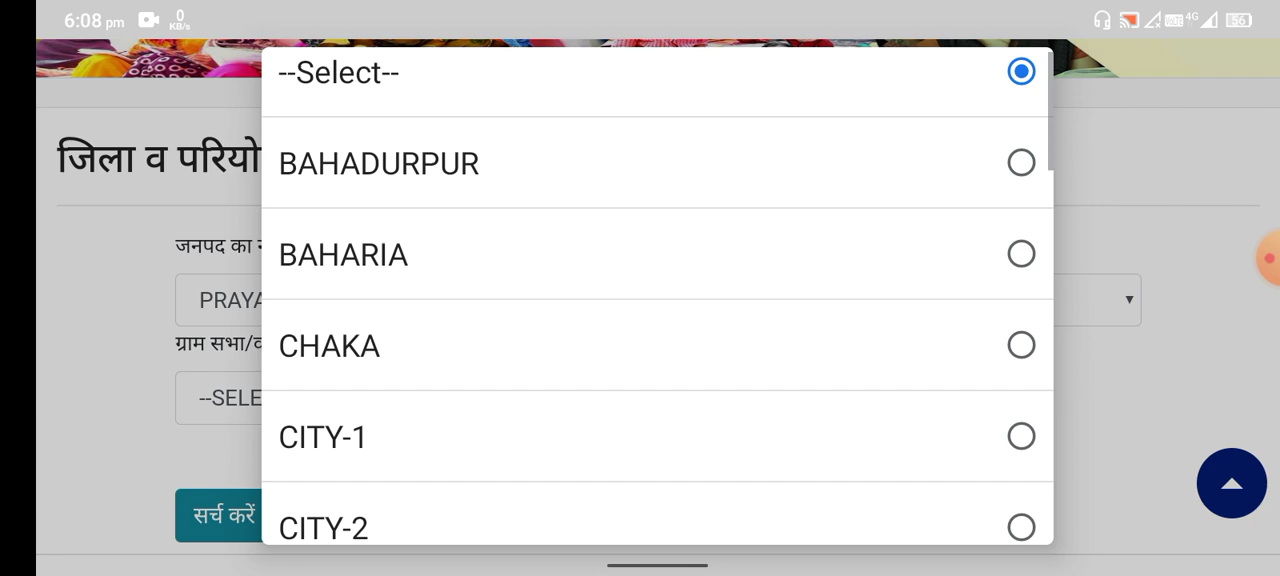 6:08 pm
0
KB/s
4G
56
--Select--
BAHADURPUR
BAHARIA
CHAKA
CITY-1
CITY-2
जिला व परियो
जनपद का
PRAYA
ग्राम सभा/व
--SELE
सर्च करें